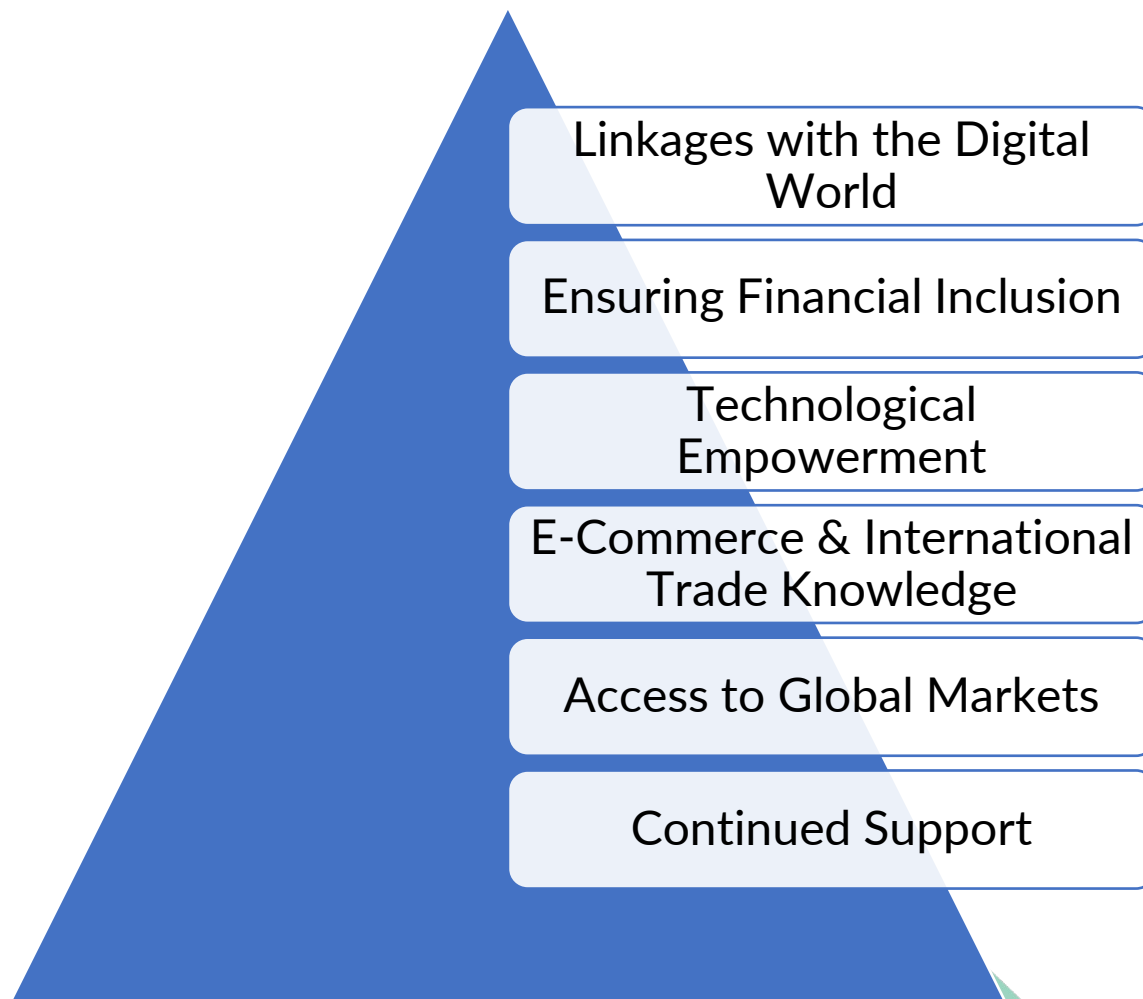 Linkages with the Digital
World
Ensuring Financial Inclusion
Technological
Empowerment
E-Commerce & International
Trade Knowledge
Access to Global Markets
Continued Support